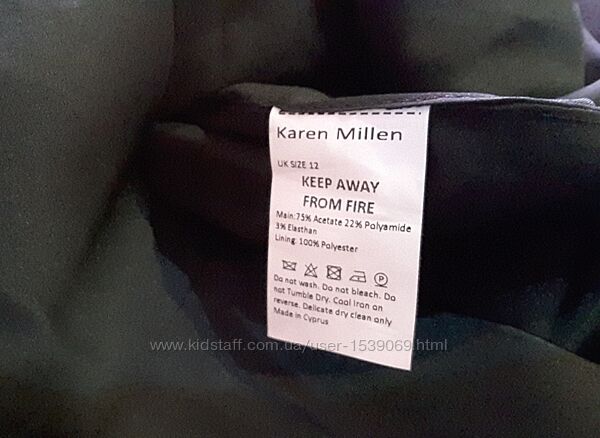 Karen Millen
UK SIZE 12
KEEP AWAY
FROM FIRE
Main:75% Acetate 22% Polyamide
3% Elasthan
Lining: 100% Polyester
P
Do not wash. Do not bleach. Do
not Tumble Dry. Cool Iron on
reverse. Delicate dry clean only
Made in Cyprus
www.kidstaff.com.ua/user-1539069.html